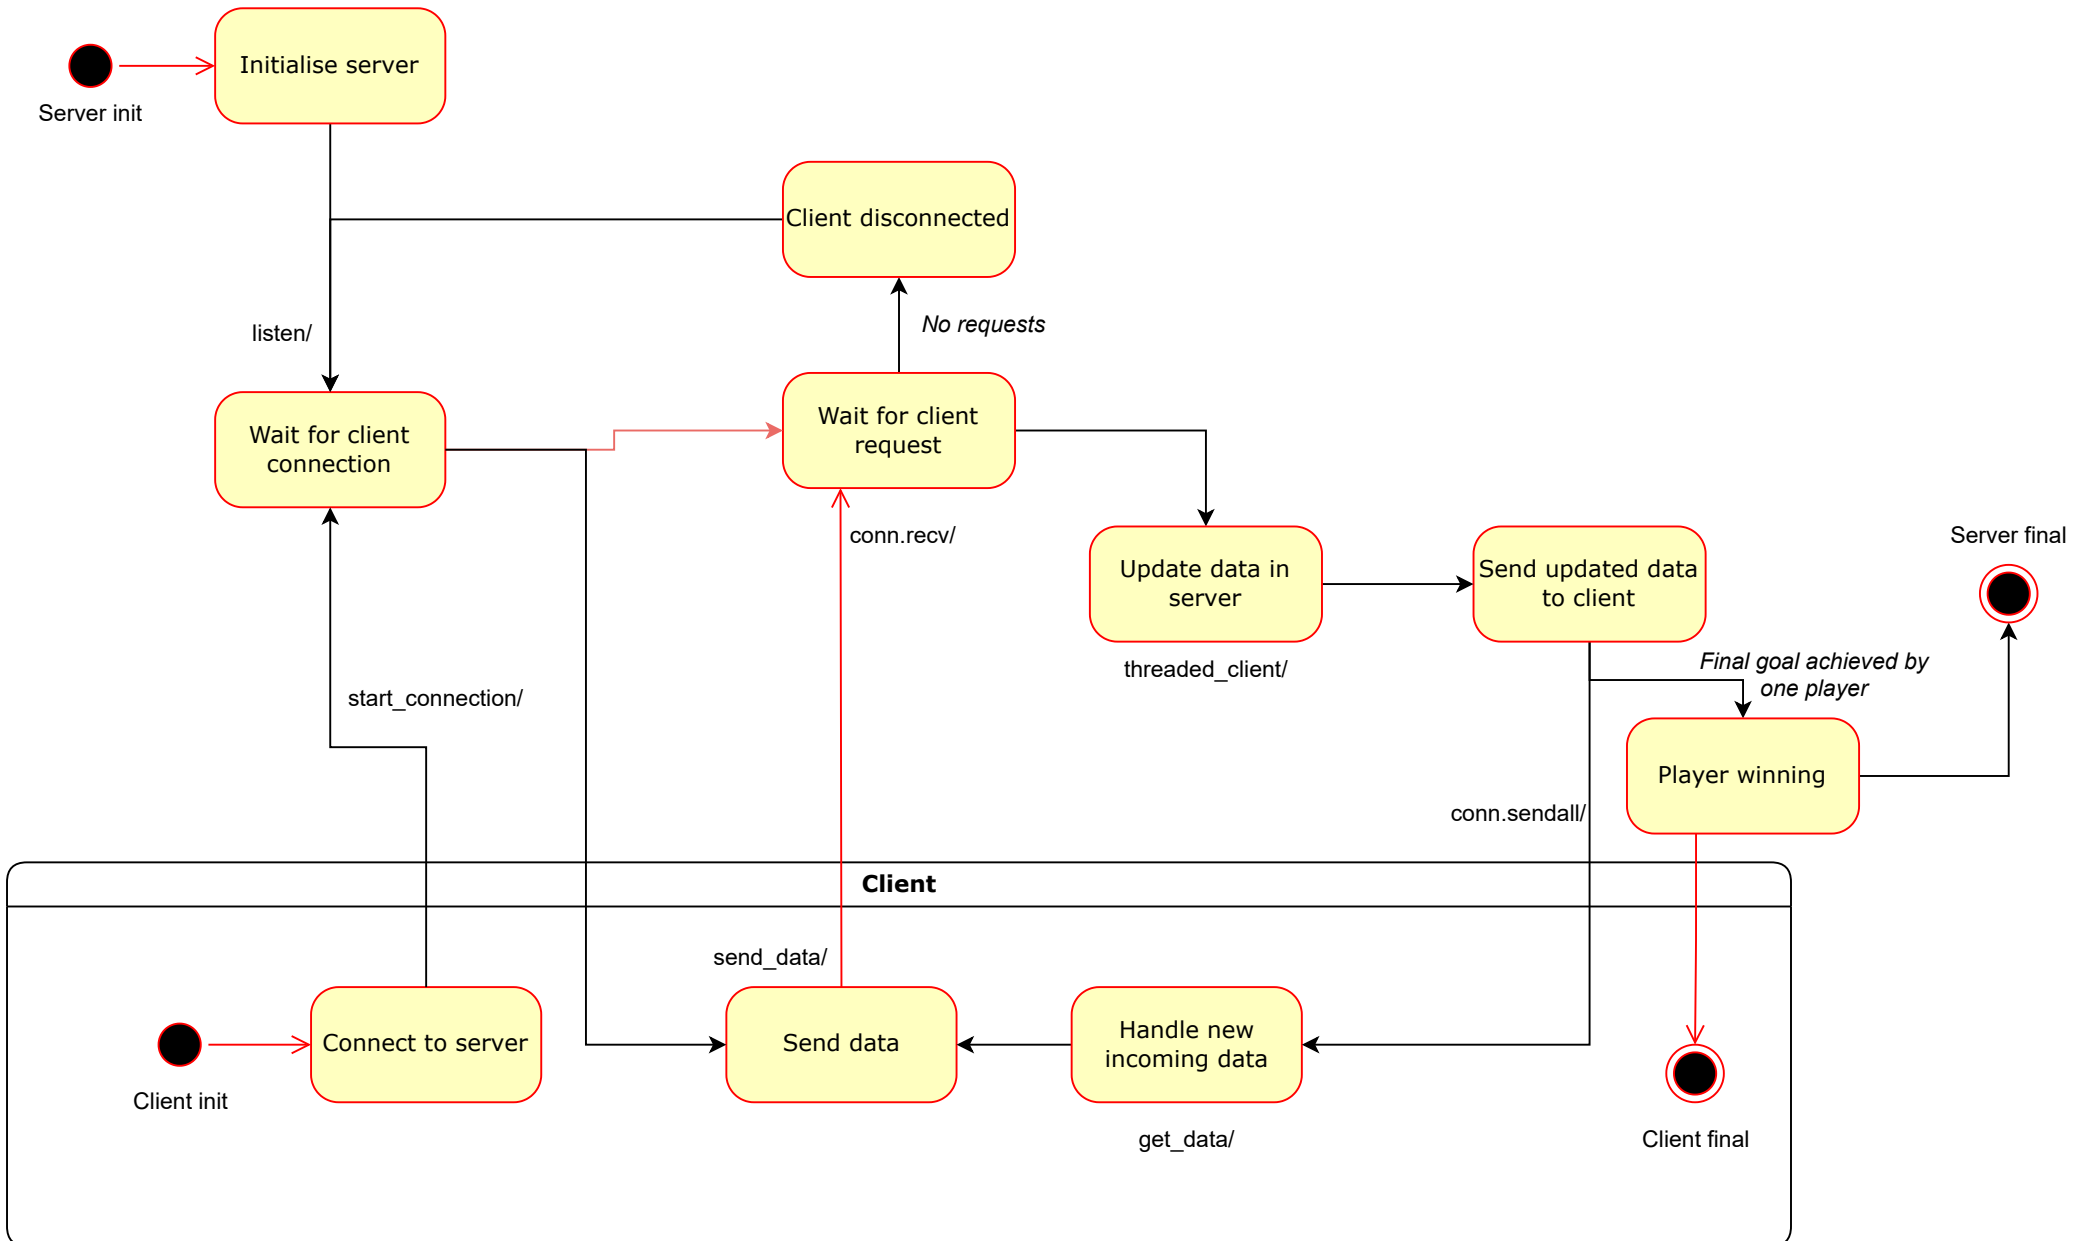 Initialise server
Server init
Client disconnected
No requests
listen/
Wait for client
connection
Wait for client
request
conn.recv/
Update data in
server
threaded_client/
Send updated data
to client
Server final
Final goal achieved by
one player
start_connection/
Player winning
conn.sendall/
Client
send_data/
Connect to server
Client init
Send data
Handle new
incoming data
get_data/
Client final